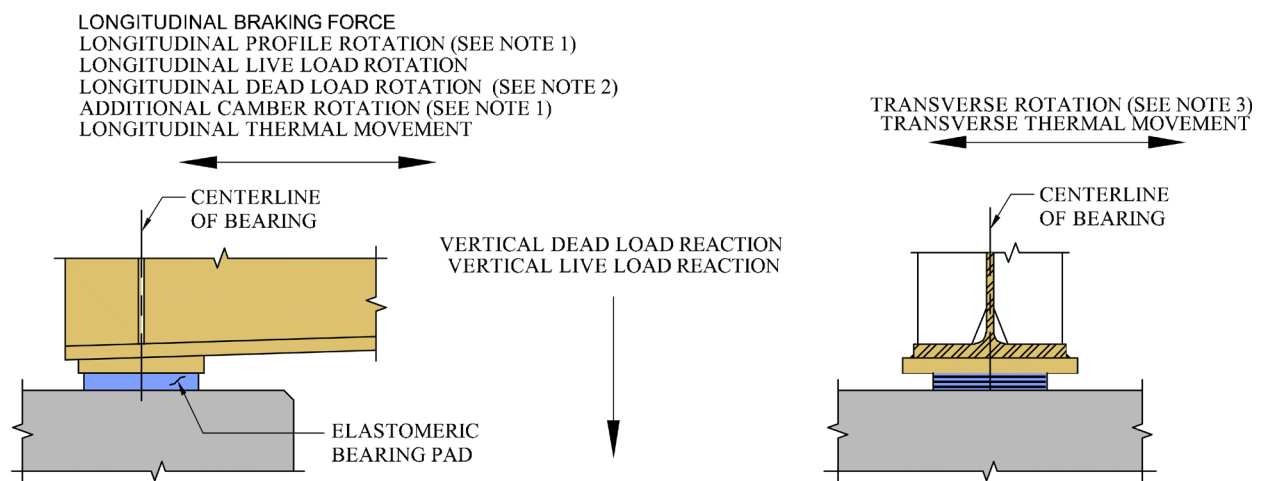 LONGITUDINAL BRAKING FORCE
LONGITUDINAL PROFILE ROTATION (SEE NOTE 1)
LONGITUDINAL LIVE LOAD ROTATION
LONGITUDINAL DEAD LOAD ROTATION (SEE NOTE 2)
ADDITIONAL CAMBER ROTATION (SEE NOTE 1)
LONGITUDINAL THERMAL MOVEMENT
TRANSVERSE ROTATION (SEE NOTE 3)
TRANSVERSE THERMAL MOVEMENT
CENTERLINE
OF BEARING
VERTICAL DEAD LOAD REACTION
VERTICAL LIVE LOAD REACTION
CENTERLINE
OF BEARING
ELASTOMERIC
BEARING PAD